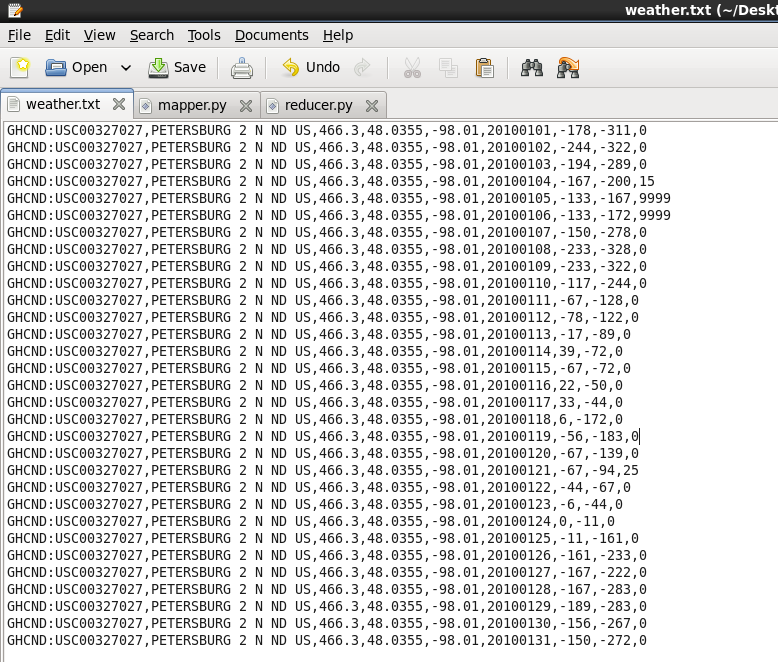 weather.txt (~/Desk
File Edit View Search Tools Documents Help
Open Save Undo
weather.txt mapper.py reducer.py
GHCND:USC00327027,PETERSBURG 2 N ND US,466.3,48.0355,-98.01,20100101,-178,-311,0
GHCND:USC00327027,PETERSBURG 2 N ND US,466.3,48.0355,-98.01,20100102,-244,-322,0
GHCND:USC00327027,PETERSBURG 2 N ND US,466.3,48.0355,-98.01,20100103,-194,-289,0
GHCND:USC00327027,PETERSBURG 2 N ND US,466.3,48.0355,-98.01,20100104,-167,-200,15
GHCND:USC00327027,PETERSBURG 2 N ND US,466.3,48.0355,-98.01,20100105,-133,-167,9999
GHCND:USC00327027,PETERSBURG 2 N ND US,466.3,48.0355,-98.01,20100106,-133,-172,9999
GHCND:USC00327027,PETERSBURG 2 N ND US,466.3,48.0355,-98.01,20100107,-150,-278,0
GHCND:USC00327027,PETERSBURG 2 N ND US,466.3,48.0355,-98.01,20100108,-233,-328,0
GHCND:USC00327027,PETERSBURG 2 N ND US,466.3,48.0355,-98.01,20100109,-233,-322,0
GHCND:USC00327027,PETERSBURG 2 N ND US,466.3,48.0355,-98.01,20100110,-117,-244,0
GHCND:USC00327027,PETERSBURG 2 N ND US,466.3,48.0355,-98.01,20100111,-67,-128,0
GHCND:USC00327027,PETERSBURG 2 N ND US,466.3,48.0355,-98.01,20100112,-78,-122,0
GHCND:USC00327027,PETERSBURG 2 N ND US,466.3,48.0355,-98.01,20100113,-17,-89,0
GHCND:USC00327027,PETERSBURG 2 N ND US,466.3,48.0355,-98.01,20100114,39,-72,0
GHCND:USC00327027,PETERSBURG 2 N ND US,466.3,48.0355,-98.01,20100115,-67,-72,0
GHCND:USC00327027,PETERSBURG 2 N ND US,466.3,48.0355,-98.01,20100116,22,-50,0
GHCND:USC00327027,PETERSBURG 2 N ND US,466.3,48.0355,-98.01,20100117,33,-44,0
GHCND:USC00327027,PETERSBURG 2 N ND US,466.3,48.0355,-98.01,20100118,6,-172,0
GHCND:USC00327027,PETERSBURG 2 N ND US,466.3,48.0355,-98.01,20100119,-56,-183,0
GHCND:USC00327027,PETERSBURG 2 N ND US,466.3,48.0355,-98.01,20100120,-67,-139,0
GHCND:USC00327027,PETERSBURG 2 N ND US,466.3,48.0355,-98.01,20100121,-67,-94,25
GHCND:USC00327027,PETERSBURG 2 N ND US,466.3,48.0355,-98.01,20100122,-44,-67,0
GHCND:USC00327027,PETERSBURG 2 N ND US,466.3,48.0355,-98.01,20100123,-6,-44,0
GHCND:USC00327027,PETERSBURG 2 N ND US,466.3,48.0355,-98.01,20100124,0,-11,0
GHCND:USC00327027,PETERSBURG 2 N ND US,466.3,48.0355,-98.01,20100125,-11,-161,0
GHCND:USC00327027,PETERSBURG 2 N ND US,466.3,48.0355,-98.01,20100126,-161,-233,0
GHCND:USC00327027,PETERSBURG 2 N ND US,466.3,48.0355,-98.01,20100127,-167,-222,0
GHCND:USC00327027,PETERSBURG 2 N ND US,466.3,48.0355,-98.01,20100128,-167,-283,0
GHCND:USC00327027,PETERSBURG 2 N ND US,466.3,48.0355,-98.01,20100129,-189,-283,0
GHCND:USC00327027,PETERSBURG 2 N ND US,466.3,48.0355,-98.01,20100130,-156,-267,0
GHCND:USC00327027,PETERSBURG 2 N ND US,466.3,48.0355,-98.01,20100131,-150,-272,0